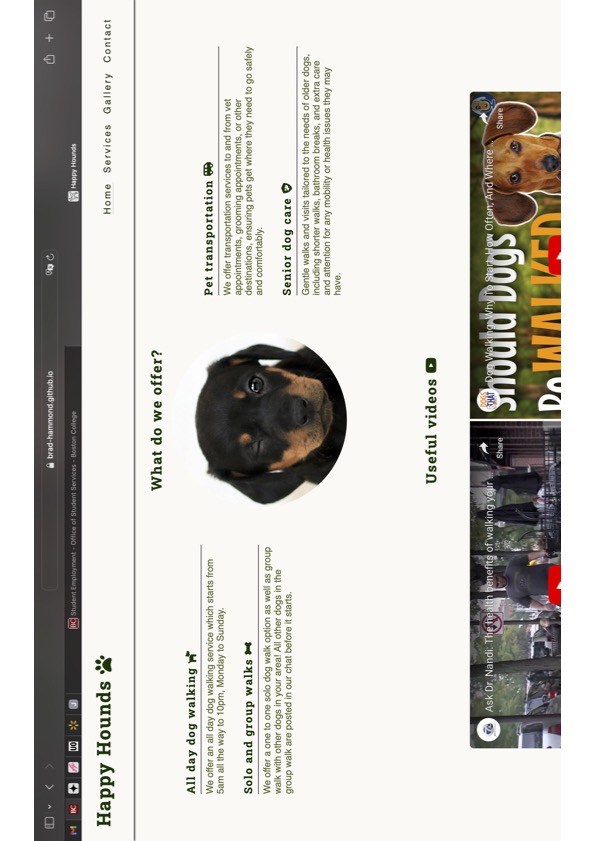 brad-hammond.github.io
BC
UO
J
BC Student Employment - Office of Student Services - Boston College
Happy Hounds
Happy Hounds
Home Services Gallery Contact
What do we offer?
All day dog walking
We offer an all day dog walking service which starts from
5am all the way to 10pm, Monday to Sunday.
Solo and group walks
We offer a one to one solo dog walk option as well as group
walk with other dogs in your area! All other dogs in the
group walk are posted in our chat before it starts.
Pet transportation
We offer transportation services to and from vet
appointments, grooming appointments, or other
destinations, ensuring pets get where they need to go safely
and comfortably.
Senior dog care
Gentle walks and visits tailored to the needs of older dogs,
including shorter walks, bathroom breaks, and extra care
and attention for any mobility or health issues they may
have.
Useful videos
Ask Dr. Nandi: The health benefits of walking your ...
Share
DOGS
THAT
Dog Walking: Why To Start, How Often, And Where ...
Share
Should Dogs
Be WALKED